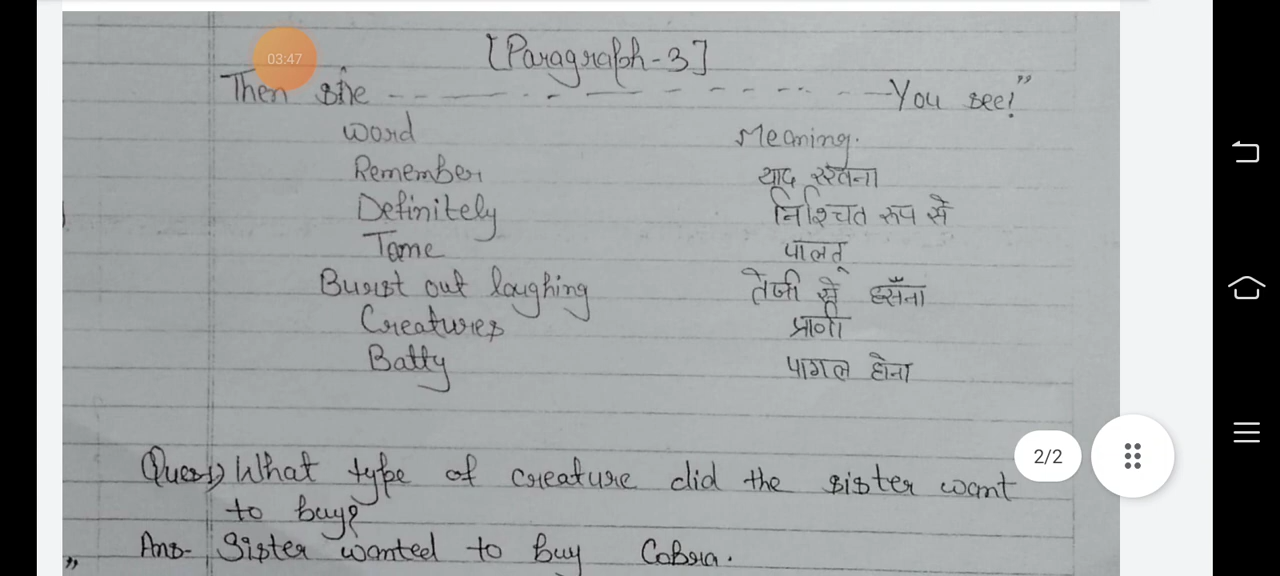 03:47
[Paragraph-3]
Then she - - - - - - - - - - - You see!”
Word Meaning.
Remember याद रखना
Definitely निश्चित रूप से
Tame पालतू
Burst out laughing तेजी से हसँना
Creatures प्राणी
Batty पागल होना
2/2
Ques1) What type of creature did the sister want
to buy?
Ans- Sister wanted to buy Cobra.
”